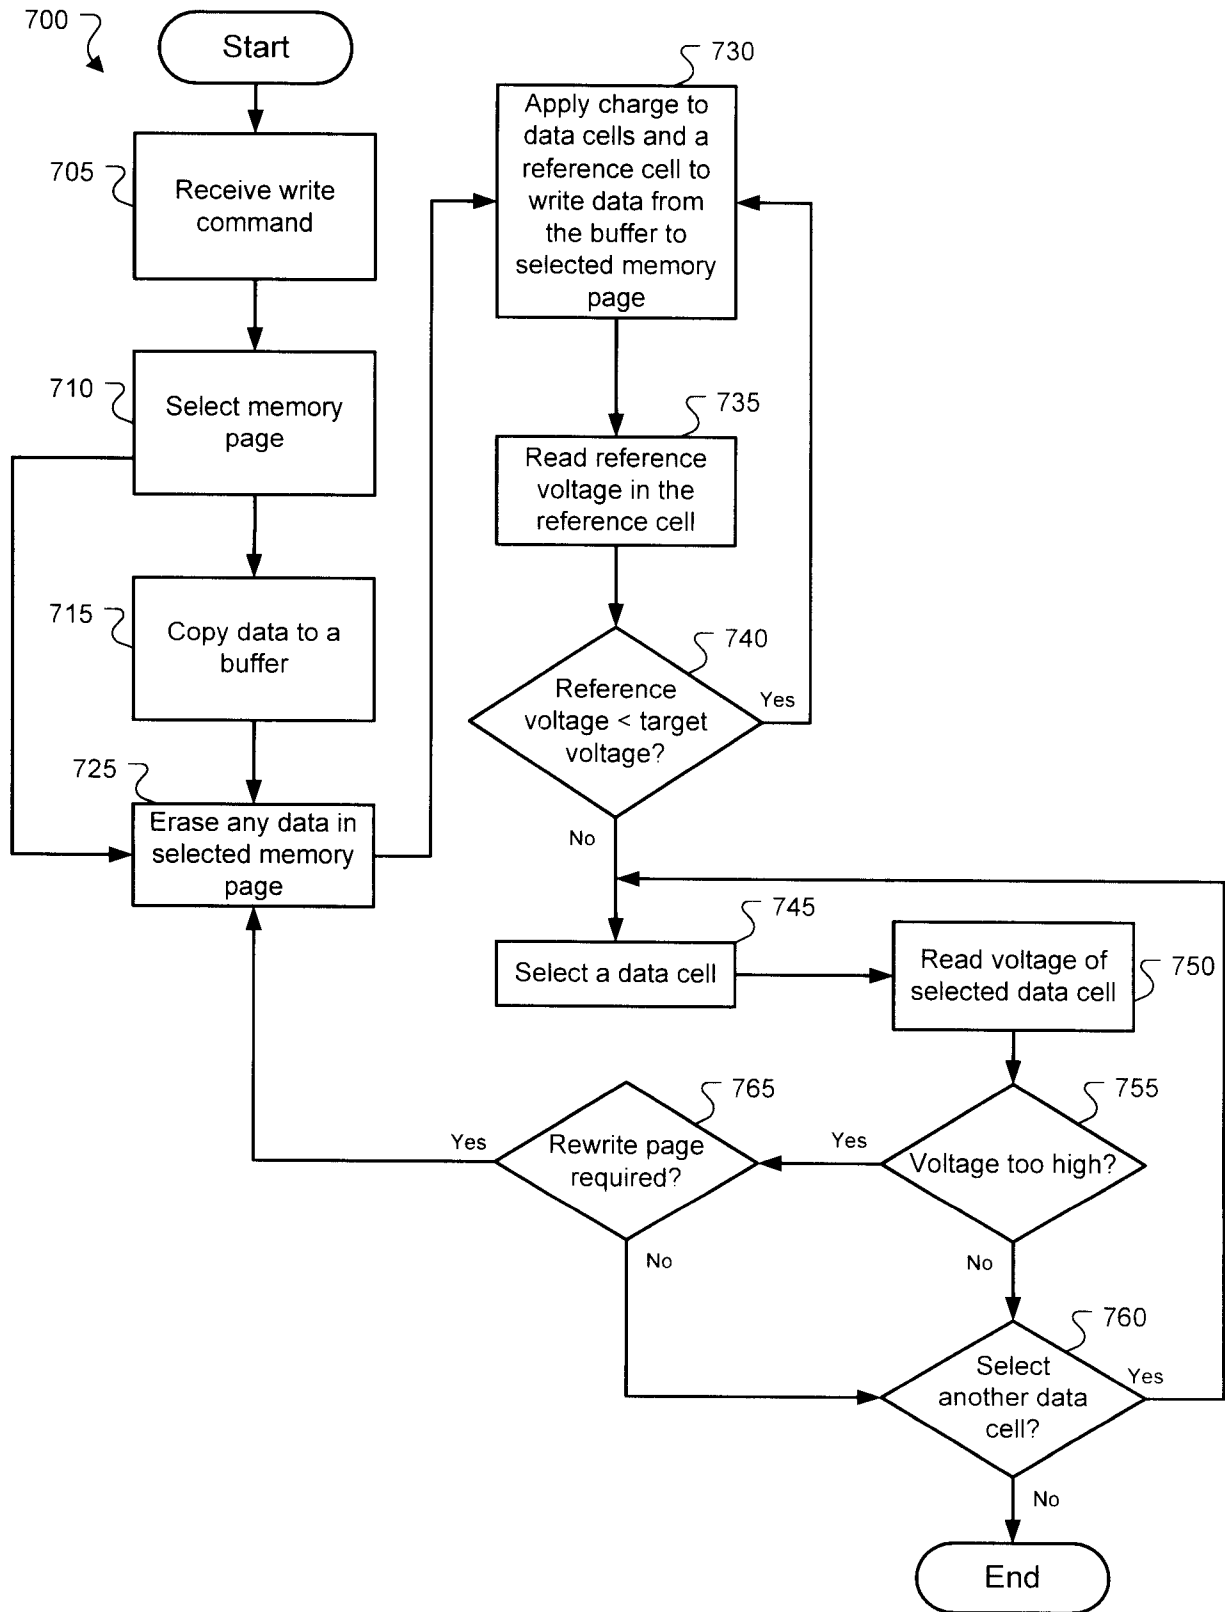 700
Start
705
Receive write
command
710
Select memory
page
715
Copy data to a
buffer
725
Erase any data in
selected memory
page
730
Apply charge to
data cells and a
reference cell to
write data from
the buffer to
selected memory
page
735
Read reference
voltage in the
reference cell
740
Reference
voltage < target
voltage?
Yes
No
745
Select a data cell
Read voltage of
selected data cell
750
755
Voltage too high?
Yes
No
765
Rewrite page
required?
Yes
No
760
Select
another data
cell?
Yes
No
End